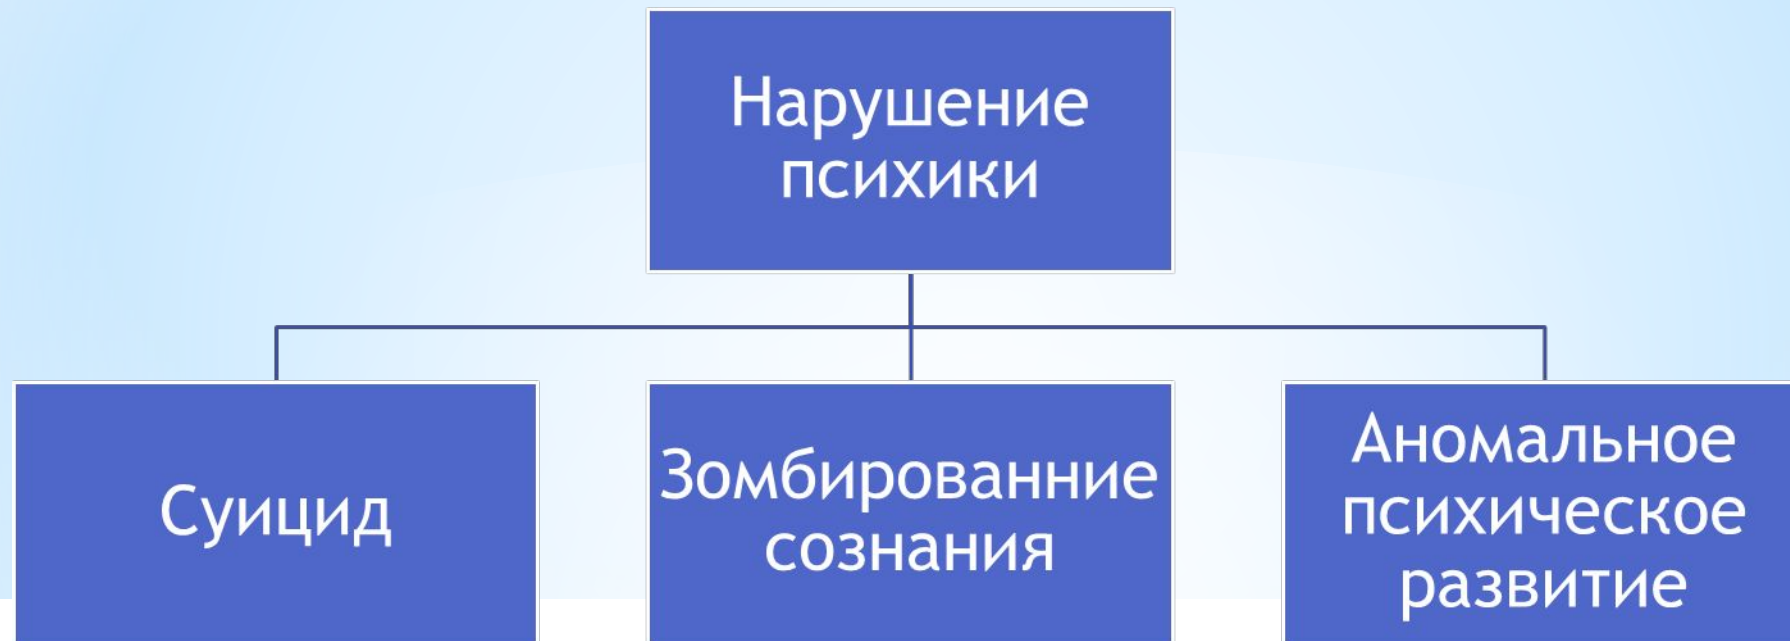 Нарушение
психики
Суицид
Зомбированние
сознания
Аномальное
психическое
развитие